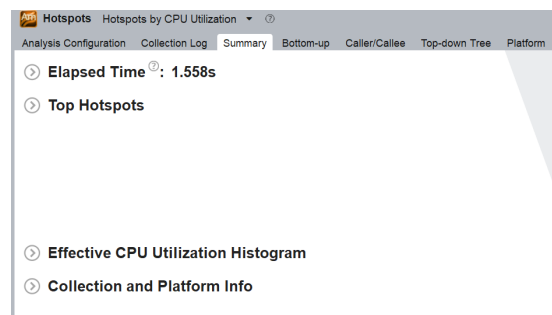 Hotspots Hotspots by CPU Utilization ?
Analysis Configuration Collection Log Summary Bottom-up Caller/Callee Top-down Tree Platform
Elapsed Time ?: 1.558s
Top Hotspots
Effective CPU Utilization Histogram
Collection and Platform Info